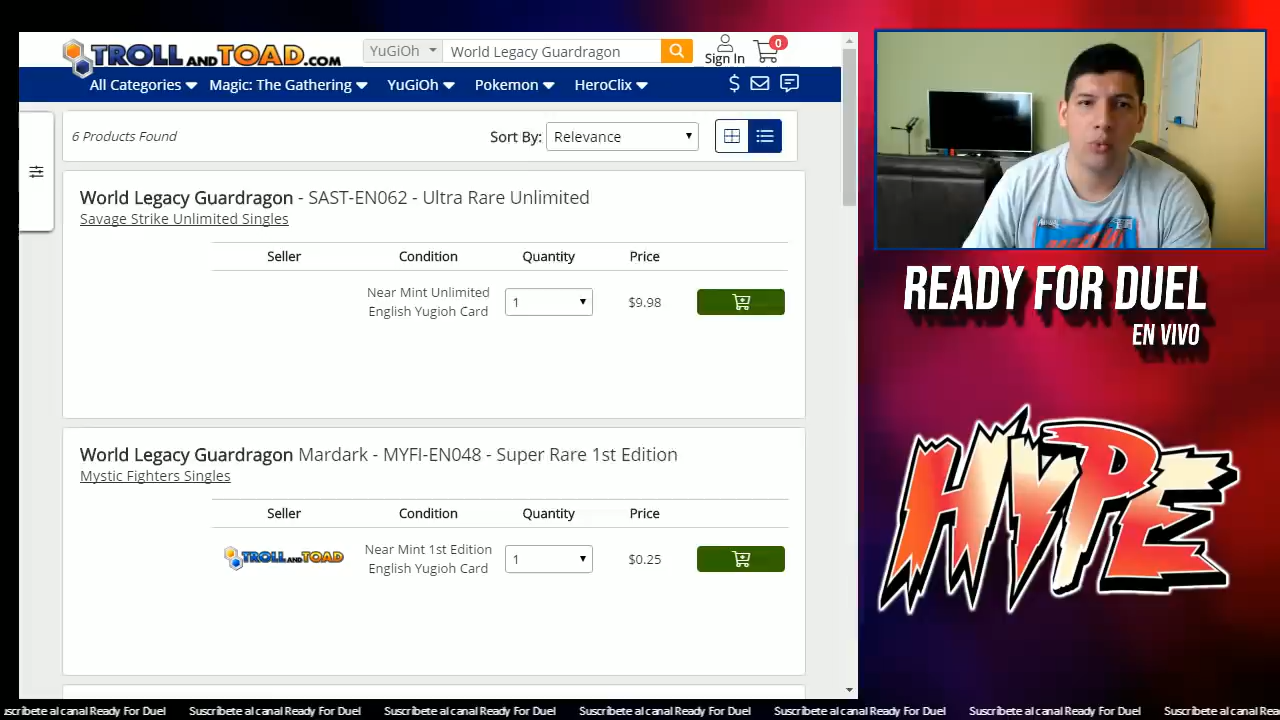 TROLL AND TOAD.COM
YuGiOh
World Legacy Guardragon
Sign In
0
All Categories
Magic: The Gathering
YuGiOh
Pokemon
HeroClix
$
6 Products Found
Sort By:
Relevance
World Legacy Guardragon - SAST-EN062 - Ultra Rare Unlimited
Savage Strike Unlimited Singles
Seller Condition Quantity Price
Near Mint Unlimited
English Yugioh Card
1
$9.98
World Legacy Guardragon Mardark - MYFI-EN048 - Super Rare 1st Edition
Mystic Fighters Singles
Seller Condition Quantity Price
TROLL AND TOAD
Near Mint 1st Edition
English Yugioh Card
1
$0.25
READY FOR DUEL
EN VIVO
HYPE
uscribete al canal Ready For Duel Suscribete al canal Ready For Duel Suscribete al canal Ready For Duel Suscribete al canal Ready For Duel Suscribete al canal Ready For Duel Suscribete al canal Ready For Duel Suscribete al ca